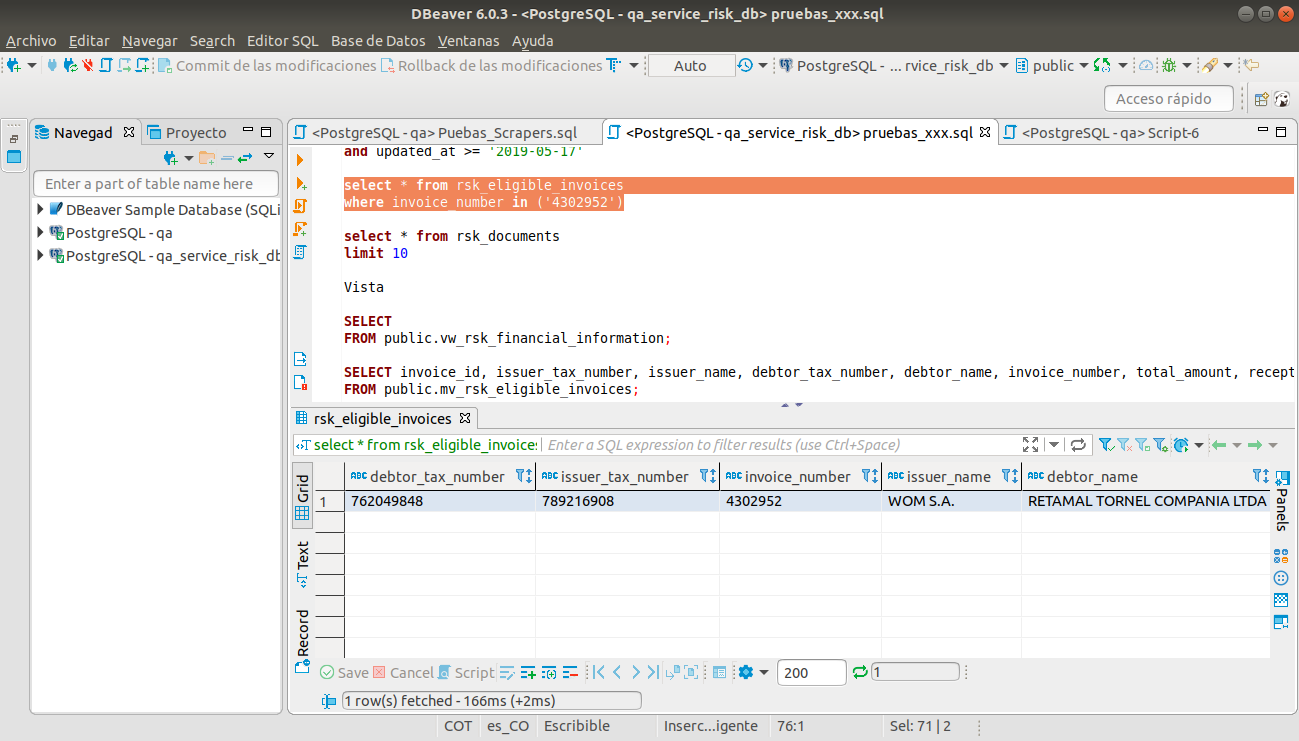 DBeaver 6.0.3 - <PostgreSQL - qa_service_risk_db> pruebas_xxx.sql
Archivo Editar Navegar Search Editor SQL Base de Datos Ventanas Ayuda
Commit de las modificaciones Rollback de las modificaciones Auto PostgreSQL - ... rvice_risk_db public
Acceso rápido
Navegad Proyecto
<PostgreSQL - qa> Puebas_Scrapers.sql <PostgreSQL - qa_service_risk_db> pruebas_xxx.sql <PostgreSQL - qa> Script-6
Enter a part of table name here
DBeaver Sample Database (SQLi
PostgreSQL - qa
PostgreSQL - qa_service_risk_db
and updated_at >= '2019-05-17'
select * from rsk_eligible_invoices
where invoice_number in ('4302952')
select * from rsk_documents
limit 10
Vista
SELECT
FROM public.vw_rsk_financial_information;
SELECT invoice_id, issuer_tax_number, issuer_name, debtor_tax_number, debtor_name, invoice_number, total_amount, recept
FROM public.mv_rsk_eligible_invoices;
rsk_eligible_invoices
select * from rsk_eligible_invoices Enter a SQL expression to filter results (use Ctrl+Space)
Grid
Text
Record
ABC debtor_tax_number ABC issuer_tax_number ABC invoice_number ABC issuer_name ABC debtor_name
1 762049848 789216908 4302952 WOM S.A. RETAMAL TORNEL COMPANIA LTDA
Panels
Save Cancel Script 200 1
1 row(s) fetched - 166ms (+2ms)
COT es_CO Escribible Inserc...igente 76:1 Sel: 71 | 2